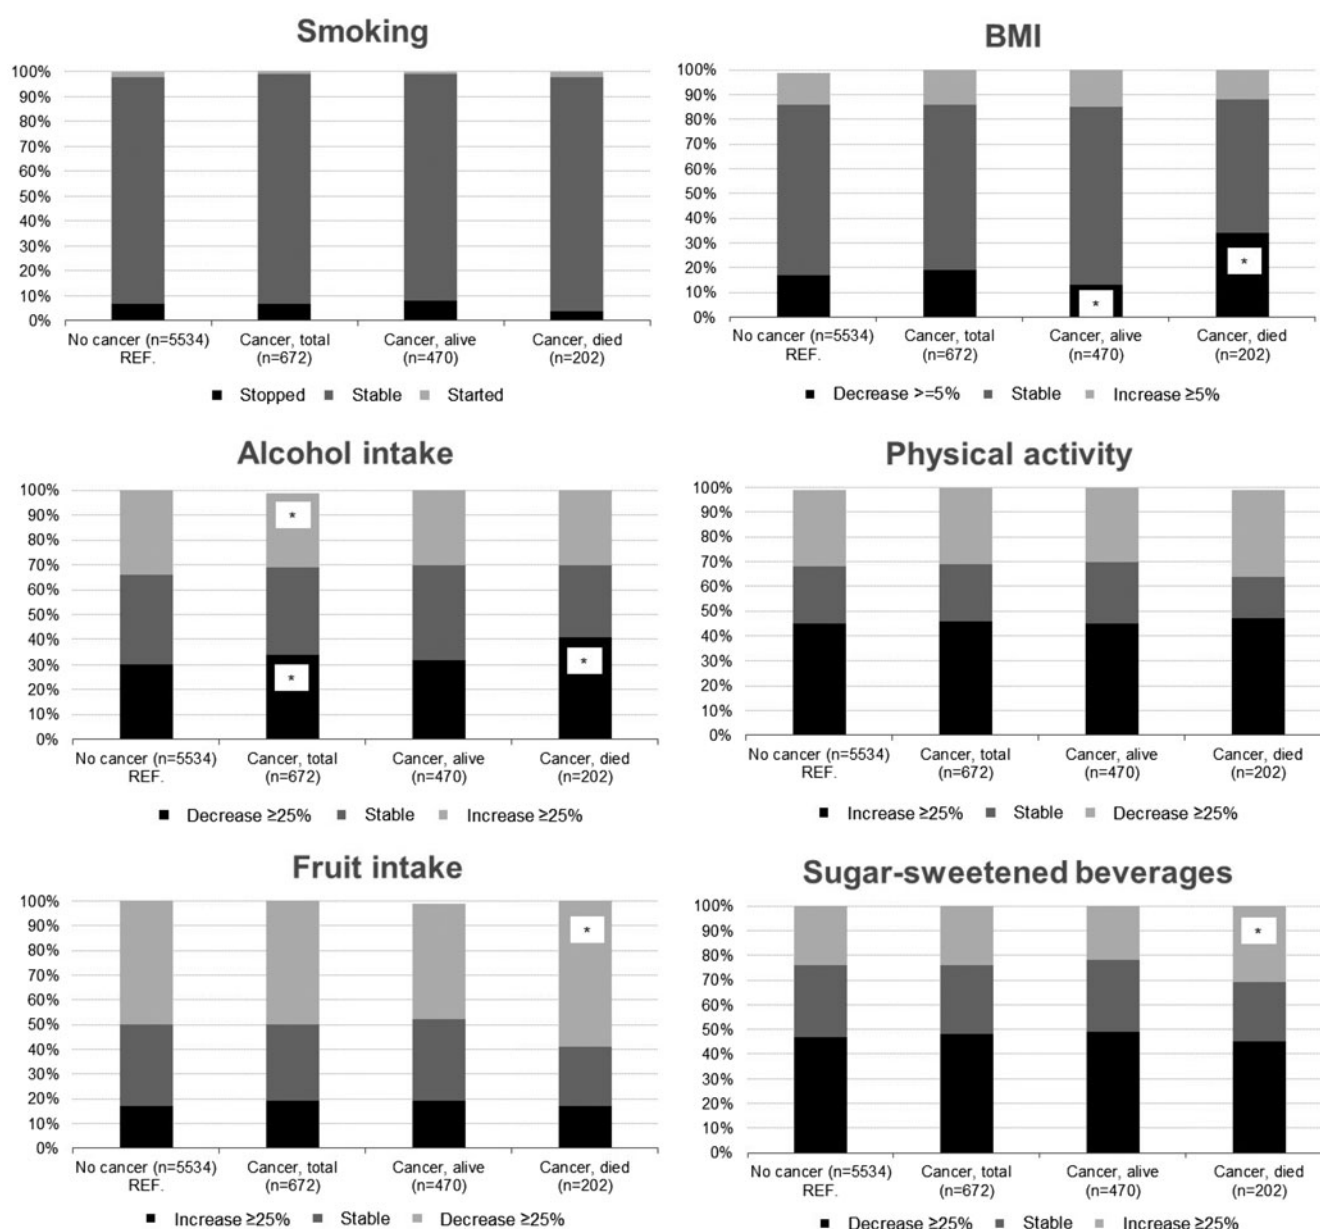 Smoking
100%
90%
80%
70%
60%
50%
40%
30%
20%
10%
0%
No cancer (n=5534) REF.
Cancer, total (n=672)
Cancer, alive (n=470)
Cancer, died (n=202)
Stopped Stable Started
BMI
100%
90%
80%
70%
60%
50%
40%
30%
20%
10%
0%
*
*
No cancer (n=5534) REF.
Cancer, total (n=672)
Cancer, alive (n=470)
Cancer, died (n=202)
Decrease >=5% Stable Increase ≥5%
Alcohol intake
100%
90%
80%
70%
60%
50%
40%
30%
20%
10%
0%
*
*
*
No cancer (n=5534) REF.
Cancer, total (n=672)
Cancer, alive (n=470)
Cancer, died (n=202)
Decrease ≥25% Stable Increase ≥25%
Physical activity
100%
90%
80%
70%
60%
50%
40%
30%
20%
10%
0%
No cancer (n=5534) REF.
Cancer, total (n=672)
Cancer, alive (n=470)
Cancer, died (n=202)
Increase ≥25% Stable Decrease ≥25%
Fruit intake
100%
90%
80%
70%
60%
50%
40%
30%
20%
10%
0%
*
No cancer (n=5534) REF.
Cancer, total (n=672)
Cancer, alive (n=470)
Cancer, died (n=202)
Increase ≥25% Stable Decrease ≥25%
Sugar-sweetened beverages
100%
90%
80%
70%
60%
50%
40%
30%
20%
10%
0%
*
No cancer (n=5534) REF.
Cancer, total (n=672)
Cancer, alive (n=470)
Cancer, died (n=202)
Decrease ≥25% Stable Increase ≥25%